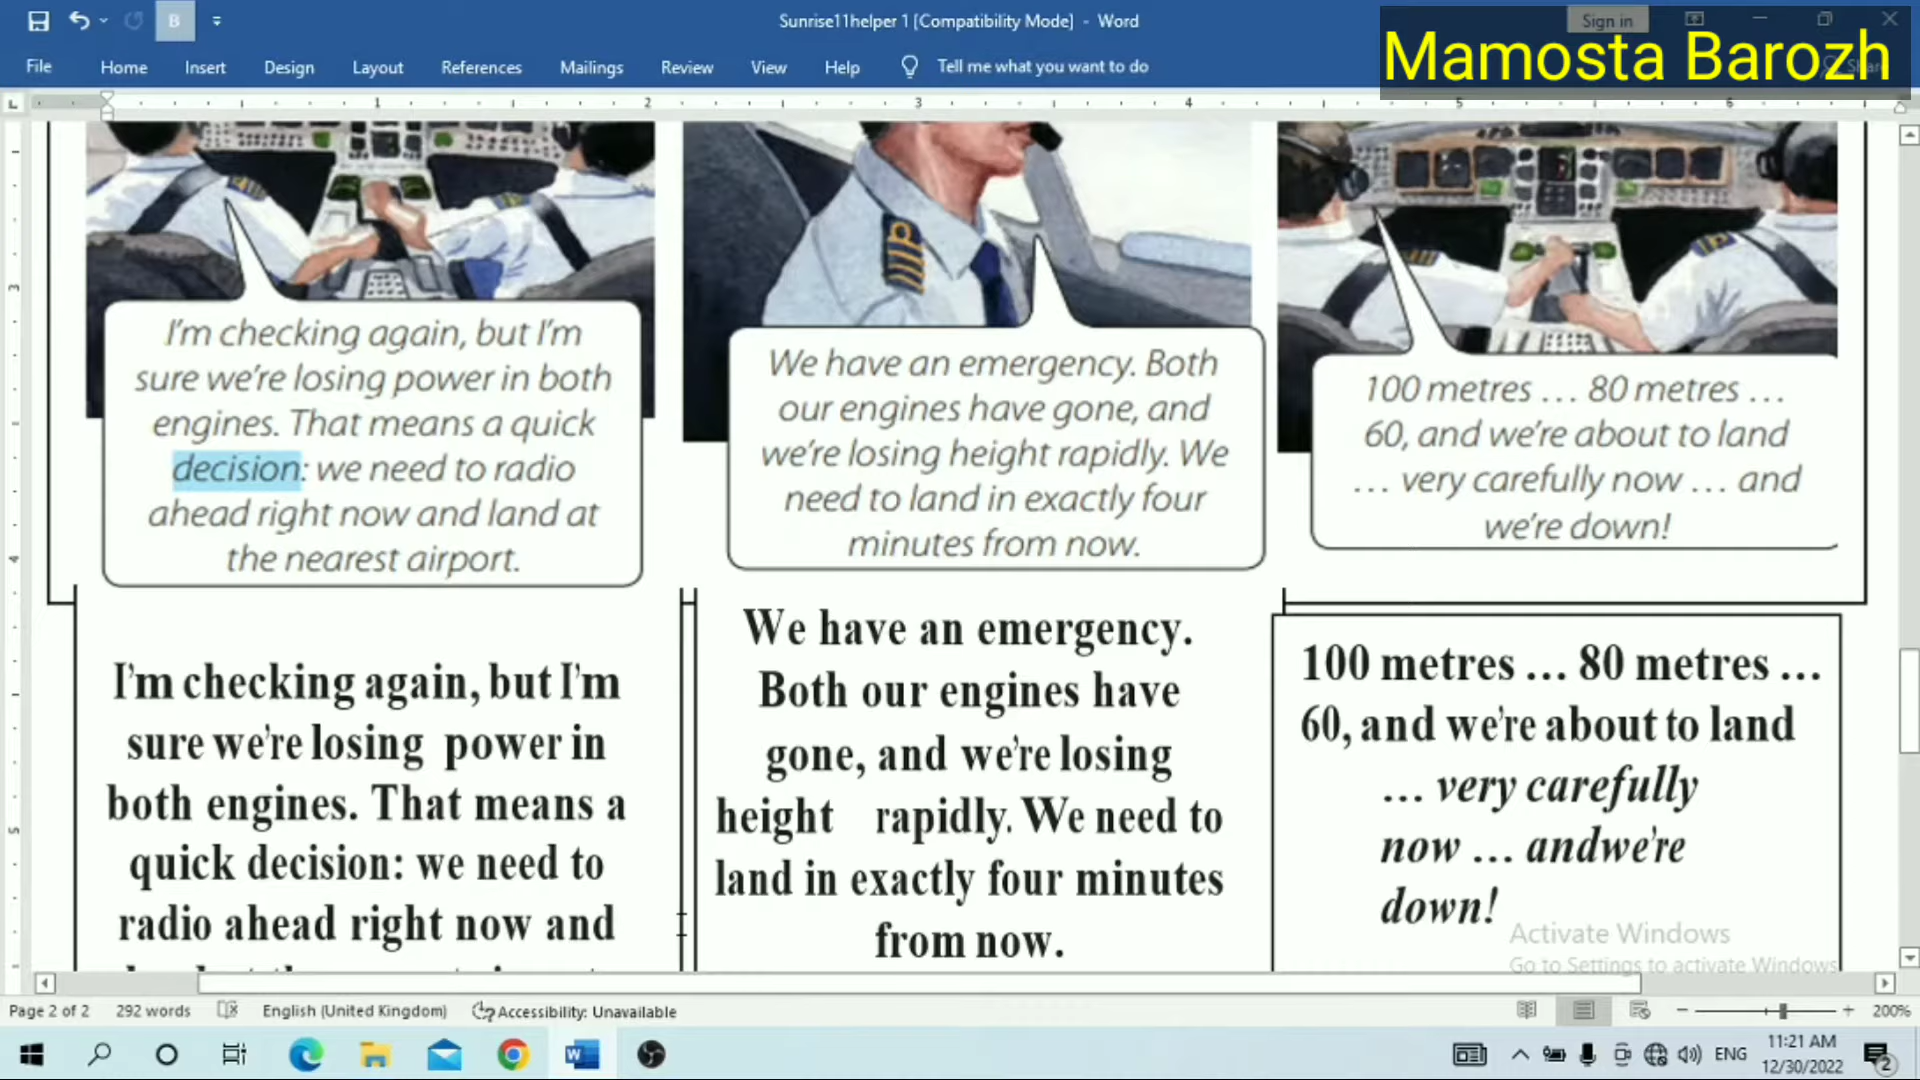 Sunrise11helper 1 [Compatibility Mode] - Word
Sign in
Mamosta Barozh
File Home Insert Design Layout References Mailings Review View Help Tell me what you want to do
1 2 3 4 5 6
I'm checking again, but I'm
sure we're losing power in both
engines. That means a quick
decision: we need to radio
ahead right now and land at
the nearest airport.
We have an emergency. Both
our engines have gone, and
we're losing height rapidly. We
need to land in exactly four
minutes from now.
100 metres ... 80 metres ...
60, and we're about to land
... very carefully now ... and
we're down!
I'm checking again, but I'm
sure we're losing power in
both engines. That means a
quick decision: we need to
radio ahead right now and
We have an emergency.
Both our engines have
gone, and we're losing
height rapidly. We need to
land in exactly four minutes
from now.
100 metres ... 80 metres ...
60, and we're about to land
... very carefully
now ... andwe're
down!
Activate Windows
Go to Settings to activate Windows
Page 2 of 2 292 words English (United Kingdom) Accessibility: Unavailable 200%
ENG
11:21 AM
12/30/2022
2